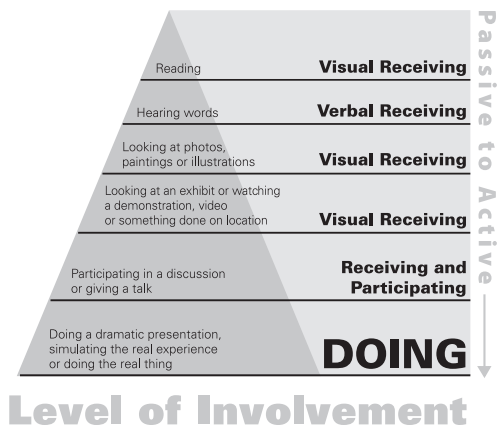 Reading
Visual Receiving
Hearing words
Verbal Receiving
Looking at photos,
paintings or illustrations
Visual Receiving
Looking at an exhibit or watching
a demonstration, video
or something done on location
Visual Receiving
Participating in a discussion
or giving a talk
Receiving and
Participating
Doing a dramatic presentation,
simulating the real experience
or doing the real thing
DOING
Passive to Active
Level of Involvement